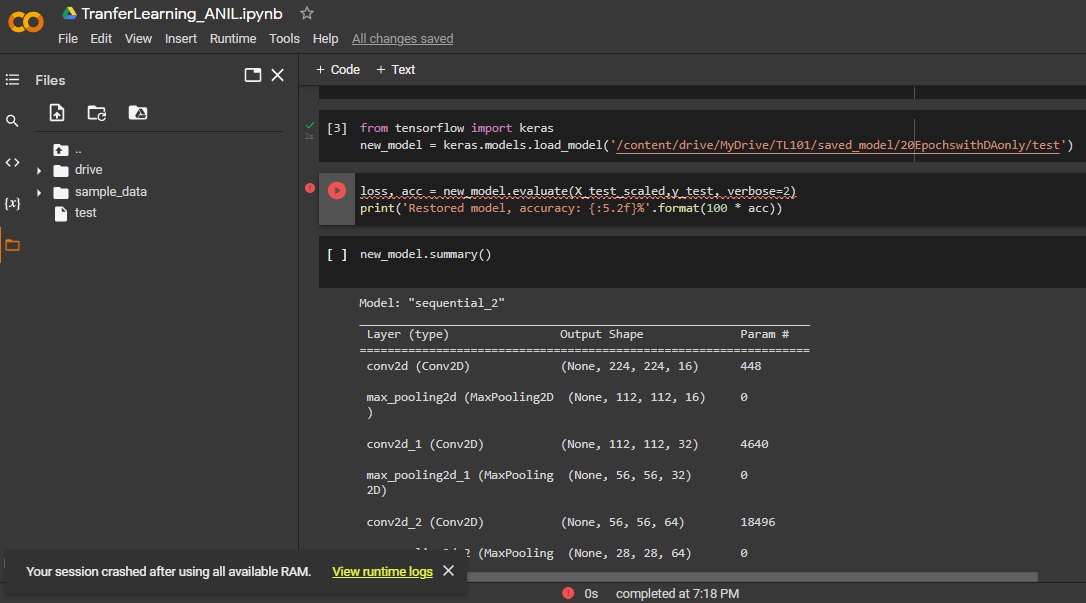 TranferLearning_ANIL.ipynb
File Edit View Insert Runtime Tools Help All changes saved
Files
+ Code + Text
..
drive
sample_data
test
[3] from tensorflow import keras
2s
new_model = keras.models.load_model('/content/drive/MyDrive/TL101/saved_model/20EpochswithDAonly/test')
loss, acc = new_model.evaluate(X_test_scaled,y_test, verbose=2)
print('Restored model, accuracy: {:5.2f}%'.format(100 * acc))
[ ] new_model.summary()
Model: "sequential_2"
Layer (type) Output Shape Param #
conv2d (Conv2D) (None, 224, 224, 16) 448
max_pooling2d (MaxPooling2D (None, 112, 112, 16) 0
)
conv2d_1 (Conv2D) (None, 112, 112, 32) 4640
max_pooling2d_1 (MaxPooling (None, 56, 56, 32) 0
2D)
conv2d_2 (Conv2D) (None, 56, 56, 64) 18496
(MaxPooling (None, 28, 28, 64) 0
Your session crashed after using all available RAM. View runtime logs
0s completed at 7:18 PM